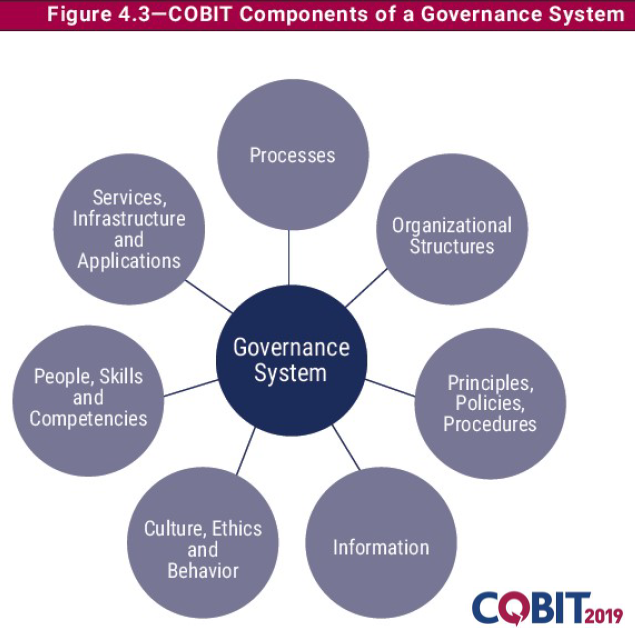 Figure 4.3—COBIT Components of a Governance System
Processes
Organizational
Structures
Principles,
Policies,
Procedures
Information
Culture, Ethics
and
Behavior
People, Skills
and
Competencies
Services,
Infrastructure
and
Applications
Governance
System
COBIT 2019